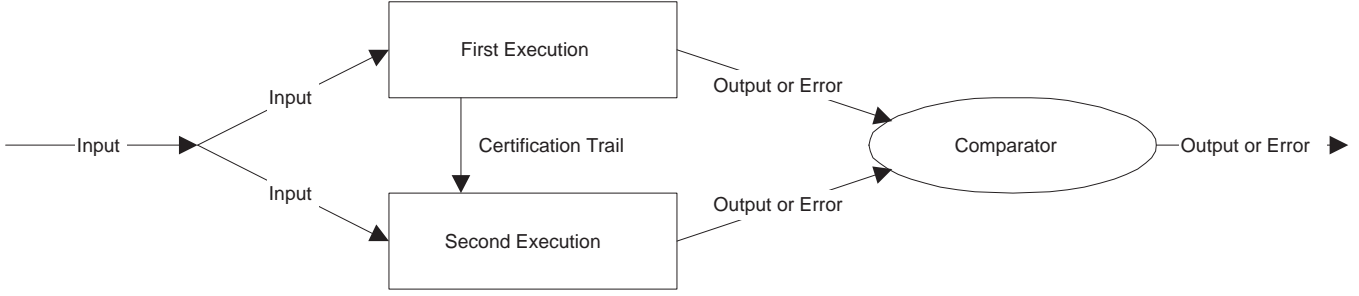 First Execution
Output or Error
Input
Input
Certification Trail
Comparator
Output or Error
Input
Output or Error
Second Execution